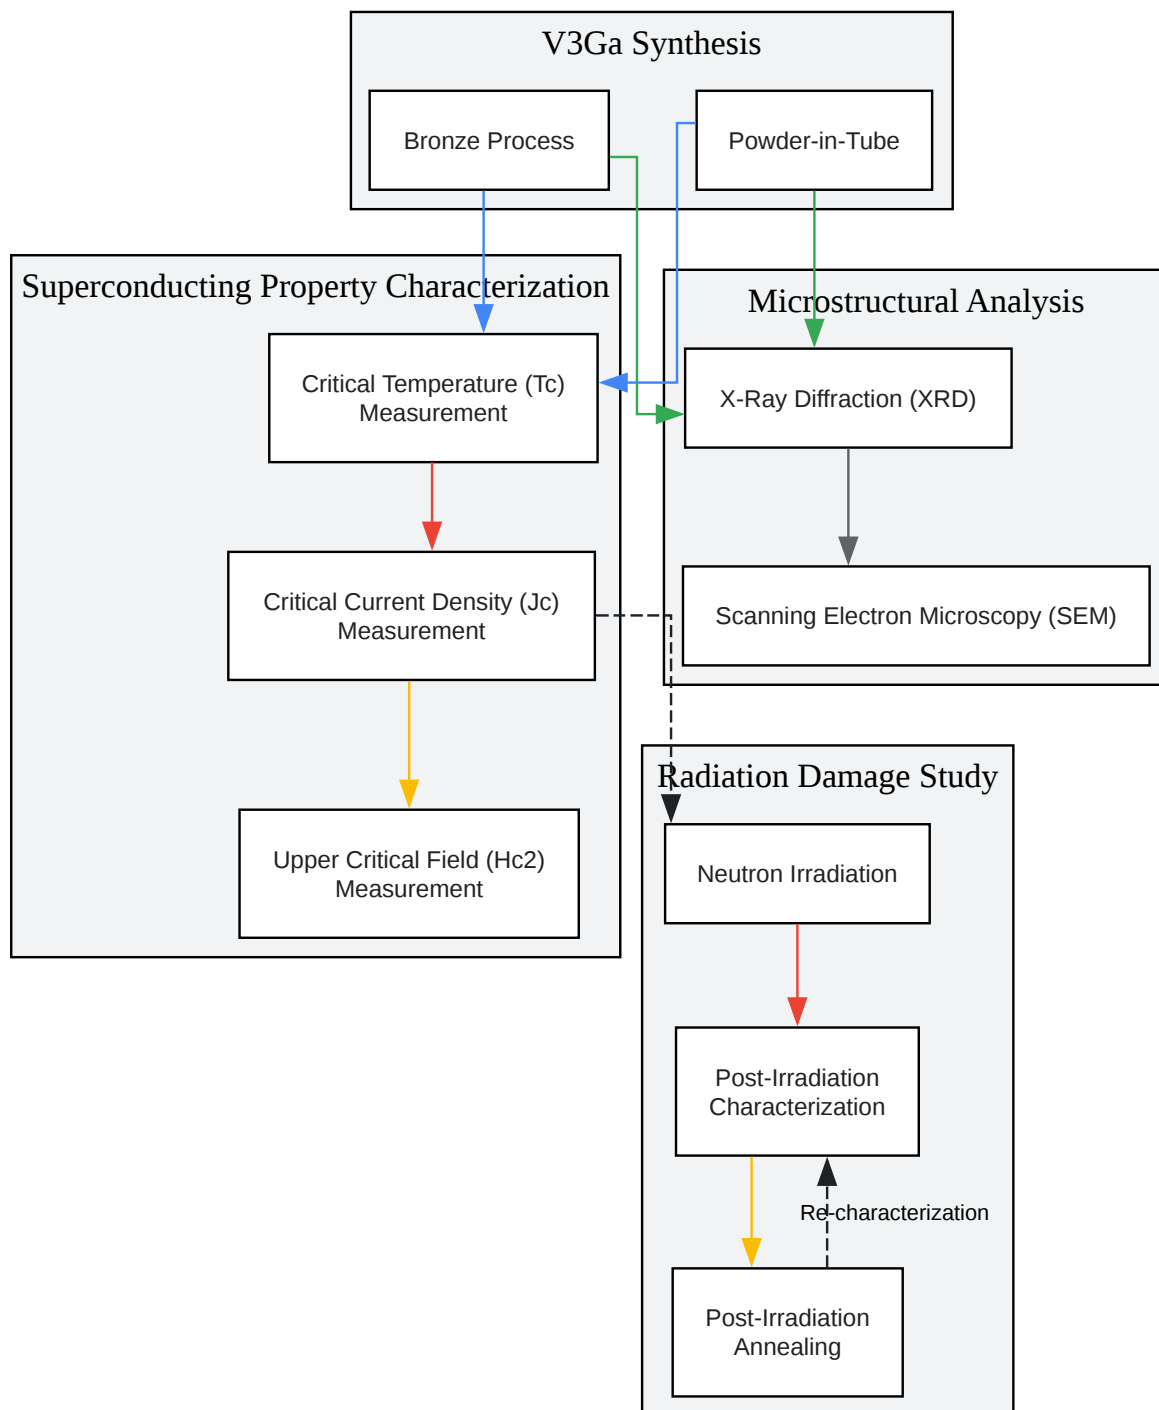 V3Ga Synthesis
Bronze Process
Powder-in-Tube
Superconducting Property Characterization
Critical Temperature (Tc)
Measurement
Critical Current Density (Jc)
Measurement
Upper Critical Field (Hc2)
Measurement
Microstructural Analysis
X-Ray Diffraction (XRD)
Scanning Electron Microscopy (SEM)
Radiation Damage Study
Neutron Irradiation
Post-Irradiation
Characterization
Re-characterization
Post-Irradiation
Annealing